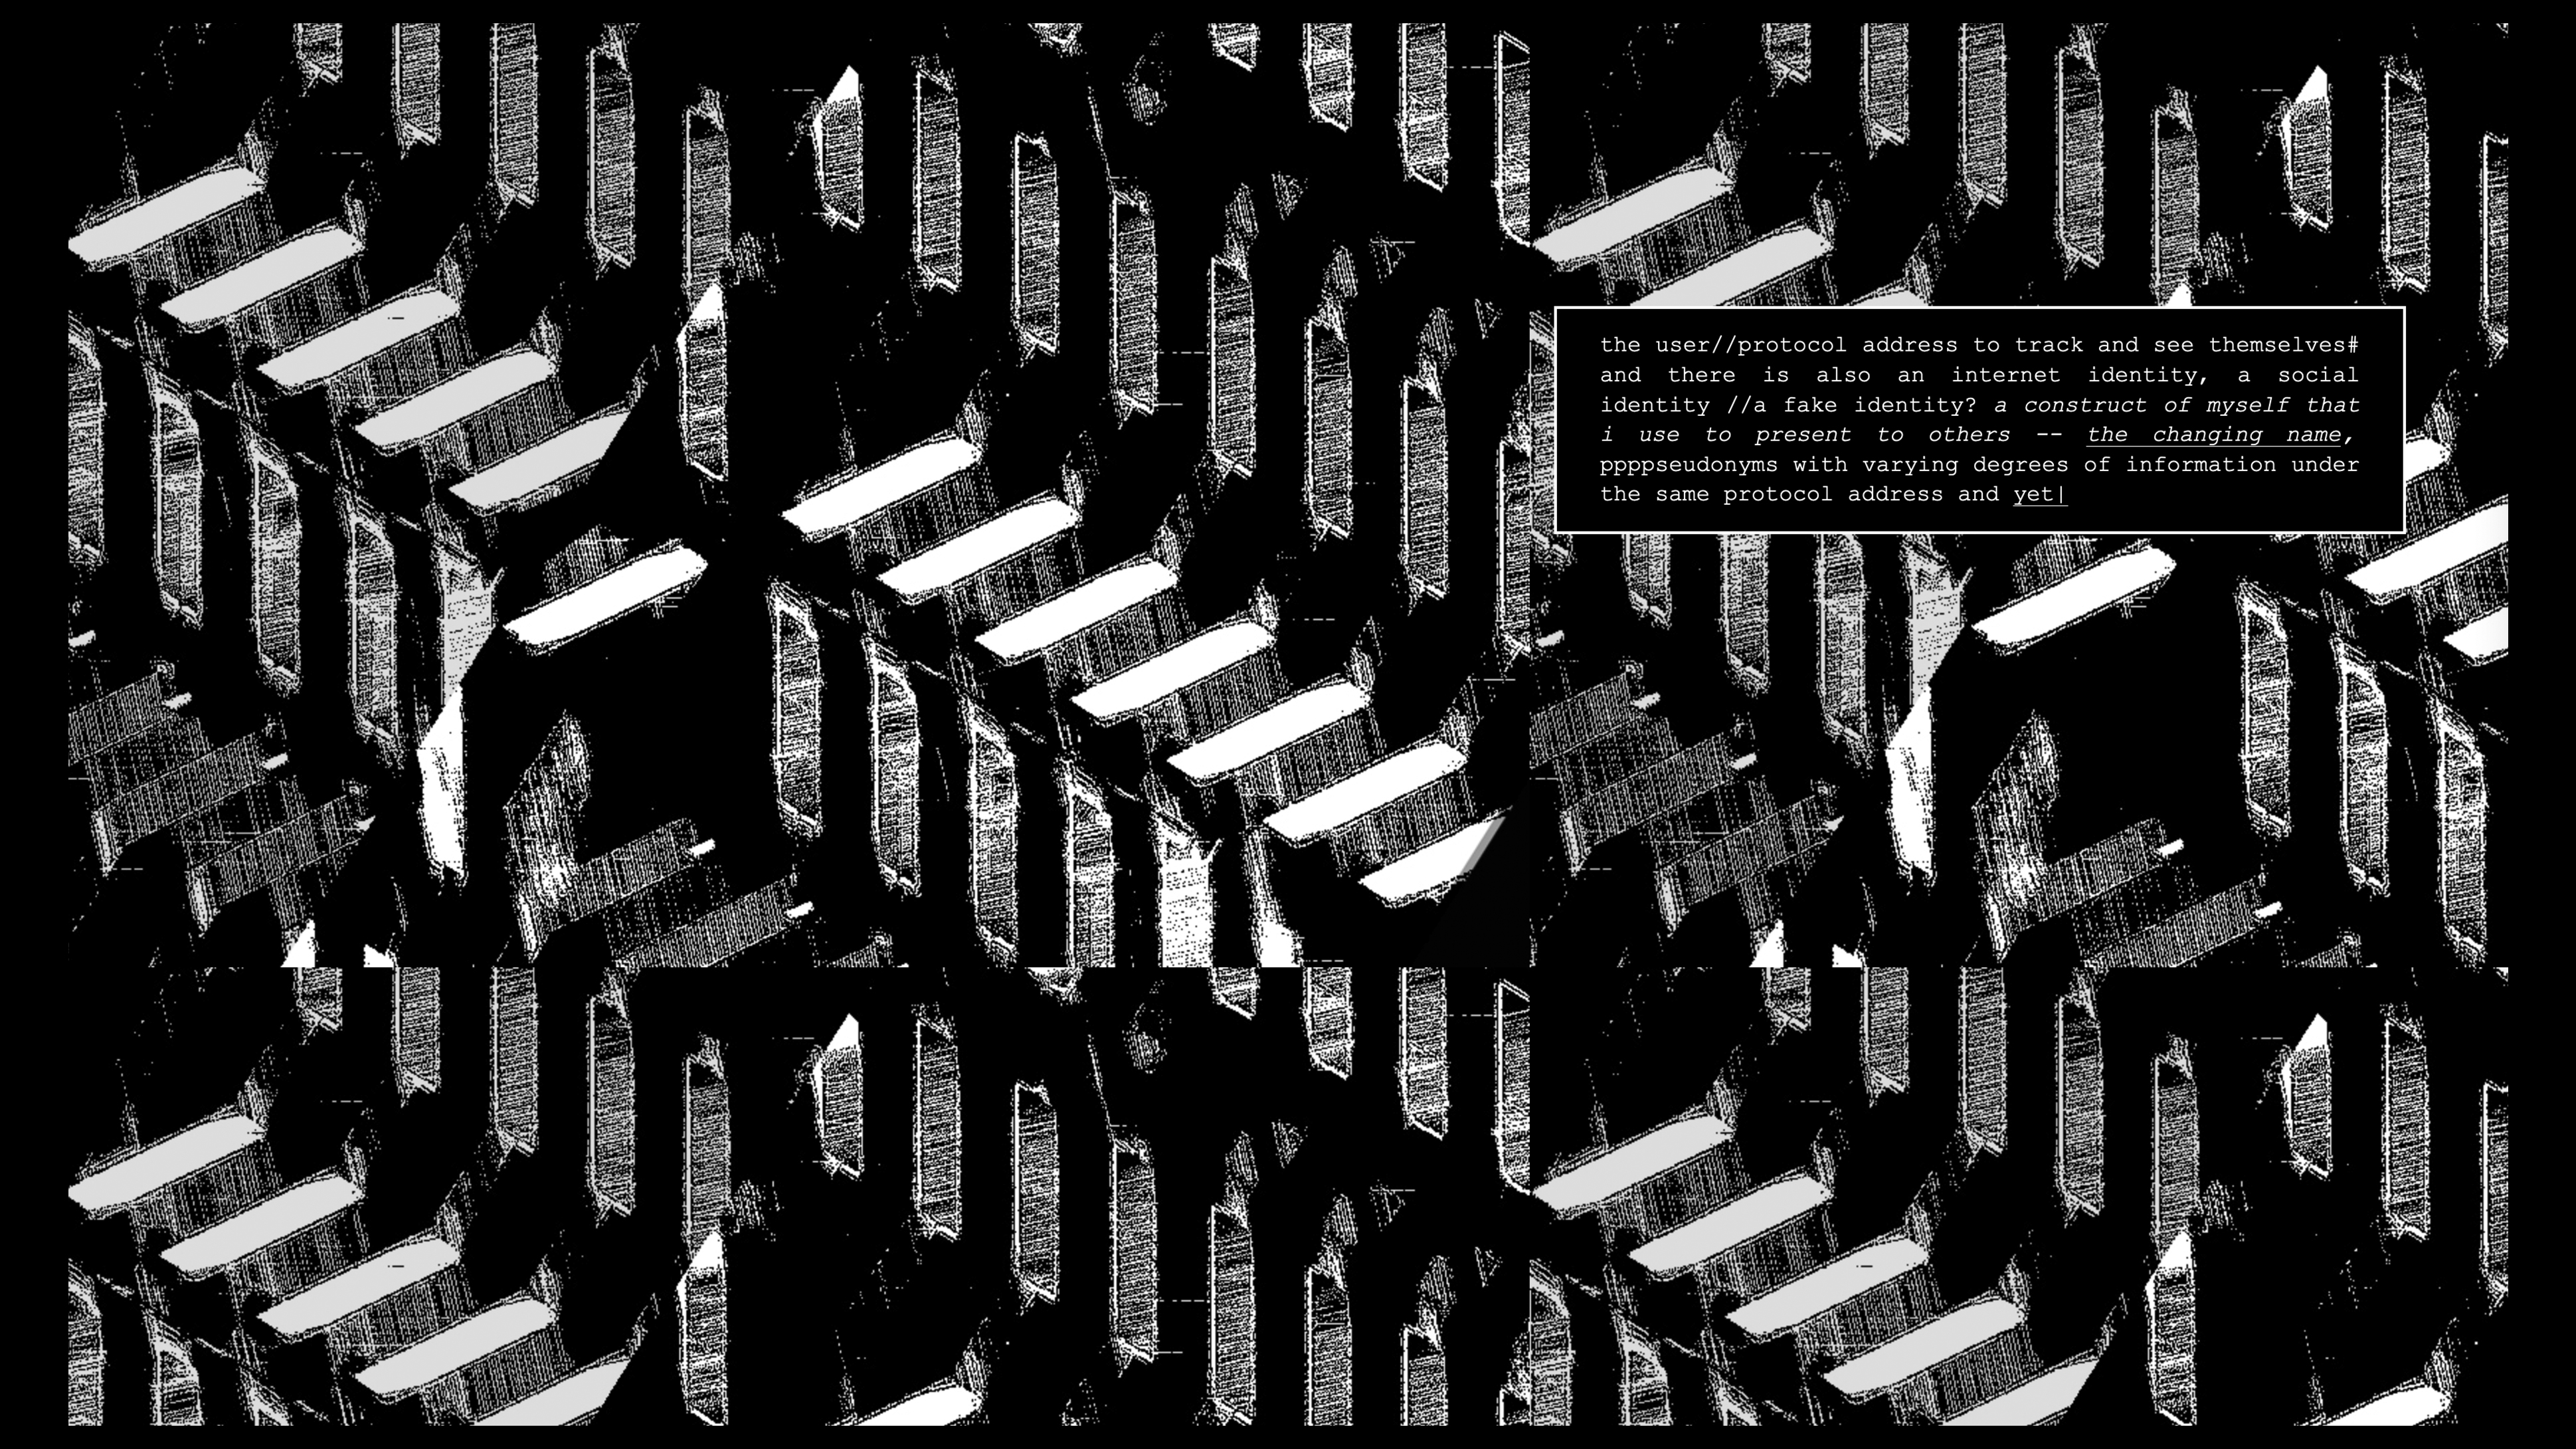 the user//protocol address to track and see themselves#
and there is also an internet identity, a social
identity //a fake identity? a construct of myself that
i use to present to others -- the changing name,
ppppseudonyms with varying degrees of information under
the same protocol address and yet|